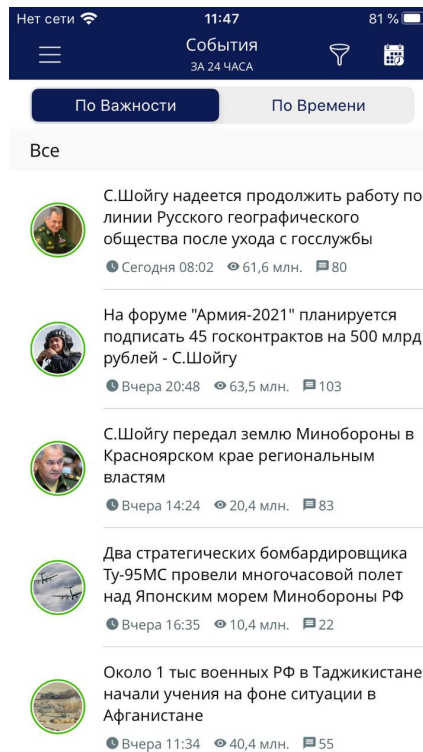 Нет сети 11:47 81 %
События
ЗА 24 ЧАСА
По Важности По Времени
Все
С.Шойгу надеется продолжить работу по
линии Русского географического
общества после ухода с госслужбы
Сегодня 08:02 61,6 млн. 80
На форуме "Армия-2021" планируется
подписать 45 госконтрактов на 500 млрд
рублей - С.Шойгу
Вчера 20:48 63,5 млн. 103
С.Шойгу передал землю Минобороны в
Красноярском крае региональным
властям
Вчера 14:24 20,4 млн. 83
Два стратегических бомбардировщика
Ту-95МС провели многочасовой полет
над Японским морем Минобороны РФ
Вчера 16:35 10,4 млн. 22
Около 1 тыс военных РФ в Таджикистане
начали учения на фоне ситуации в
Афганистане
Вчера 11:34 40,4 млн. 55